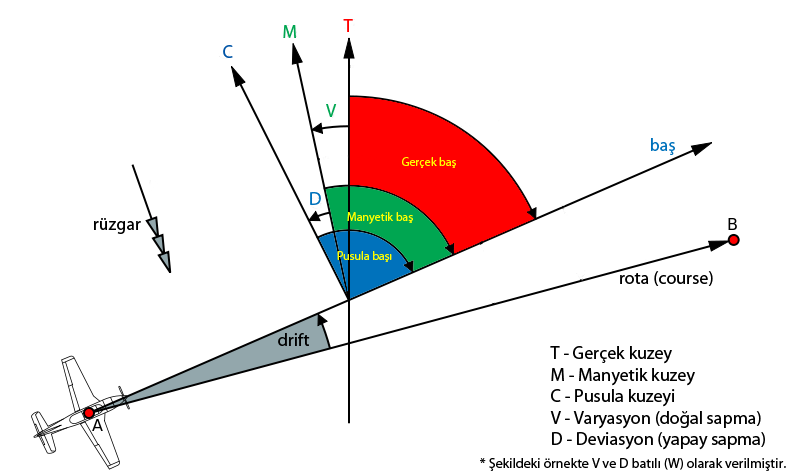 T
M
C
V
baş
Gerçek baş
D
B
Manyetik baş
rüzgar
Pusula başı
rota (course)
drift
A
T - Gerçek kuzey
M - Manyetik kuzey
C - Pusula kuzeyi
V - Varyasyon (doğal sapma)
D - Deviasyon (yapay sapma)
* Şekildeki örnekte V ve D batılı (W) olarak verilmiştir.